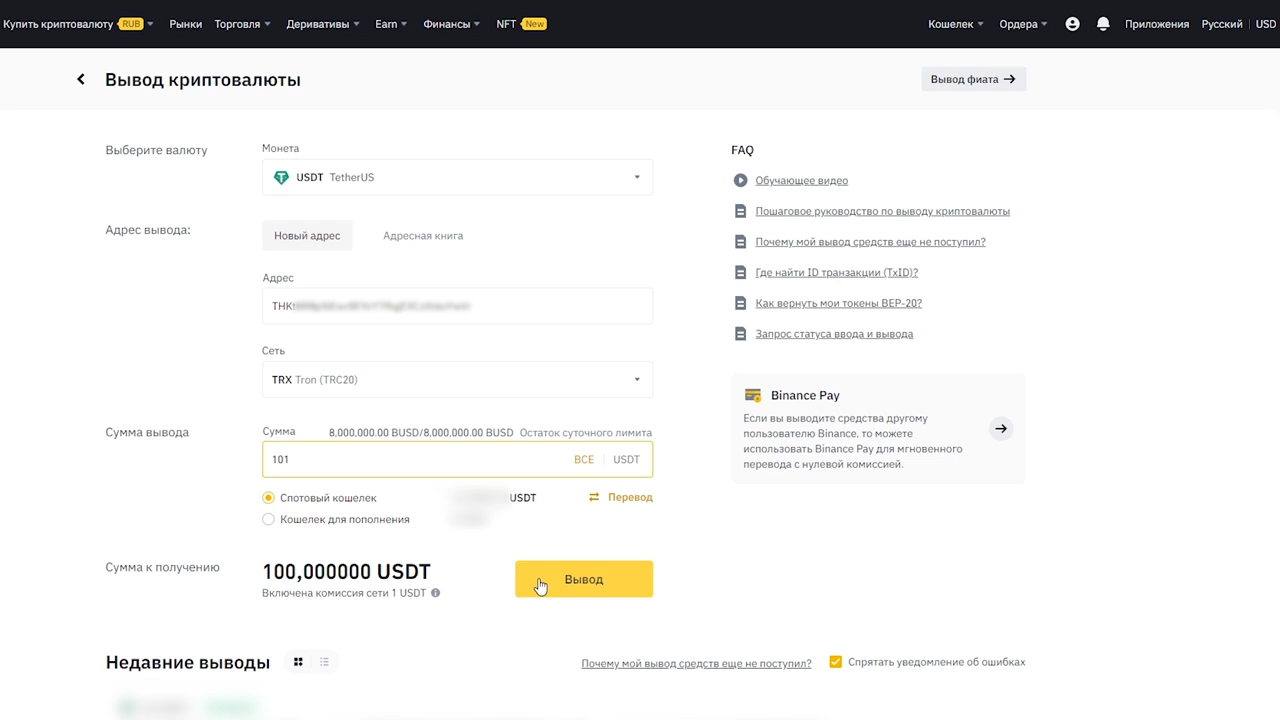 Купить криптовалюту RUB Рынки Торговля Деривативы Earn Финансы NFT New Кошелек Ордера Приложения Русский USD
Вывод криптовалюты
Вывод фиата
Выберите валюту
Монета
USDT TetherUS
Адрес вывода:
Новый адрес Адресная книга
Адрес
THK
Сеть
TRX Tron (TRC20)
Сумма вывода
Сумма 8,000,000.00 BUSD/8,000,000.00 BUSD Остаток суточного лимита
101 ВСЕ USDT
Спотовый кошелек USDT Перевод
Кошелек для пополнения
Сумма к получению
100,000000 USDT
Включена комиссия сети 1 USDT
Вывод
FAQ
Обучающее видео
Пошаговое руководство по выводу криптовалюты
Почему мой вывод средств еще не поступил?
Где найти ID транзакции (TxID)?
Как вернуть мои токены BEP-20?
Запрос статуса ввода и вывода
Binance Pay
Если вы выводите средства другому
пользователю Binance, то можете
использовать Binance Pay для мгновенного
перевода с нулевой комиссией.
Недавние выводы
Почему мой вывод средств еще не поступил?
Спрятать уведомление об ошибках